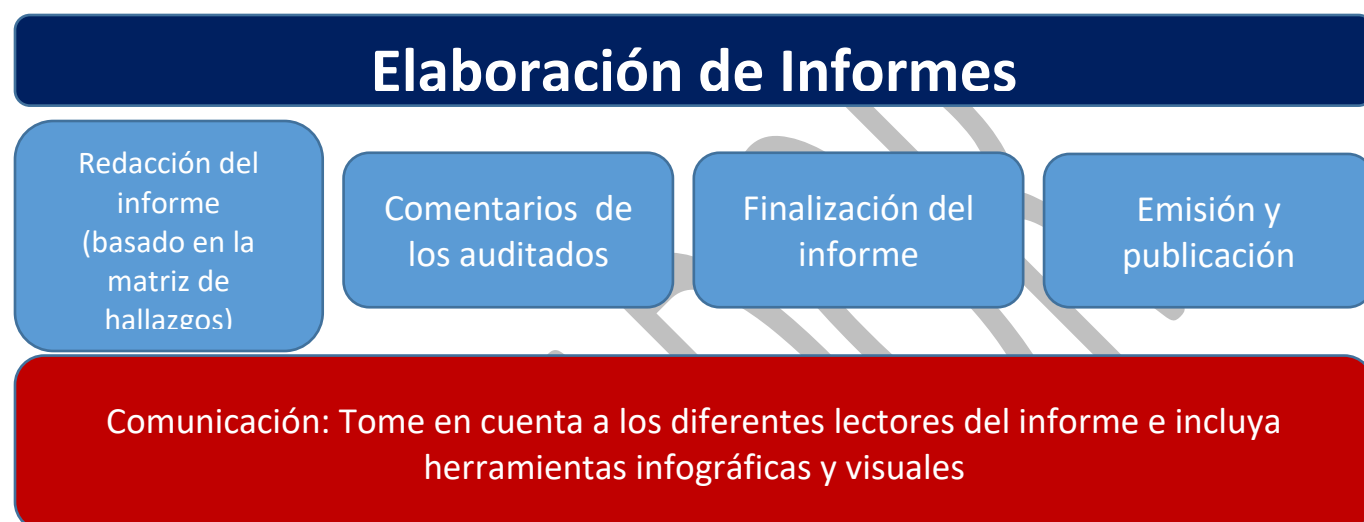 Elaboración de Informes
Redacción del
informe
(basado en la
matriz de
hallazgos)
Comentarios de
los auditados
Finalización del
informe
Emisión y
publicación
Comunicación: Tome en cuenta a los diferentes lectores del informe e incluya
herramientas infográficas y visuales